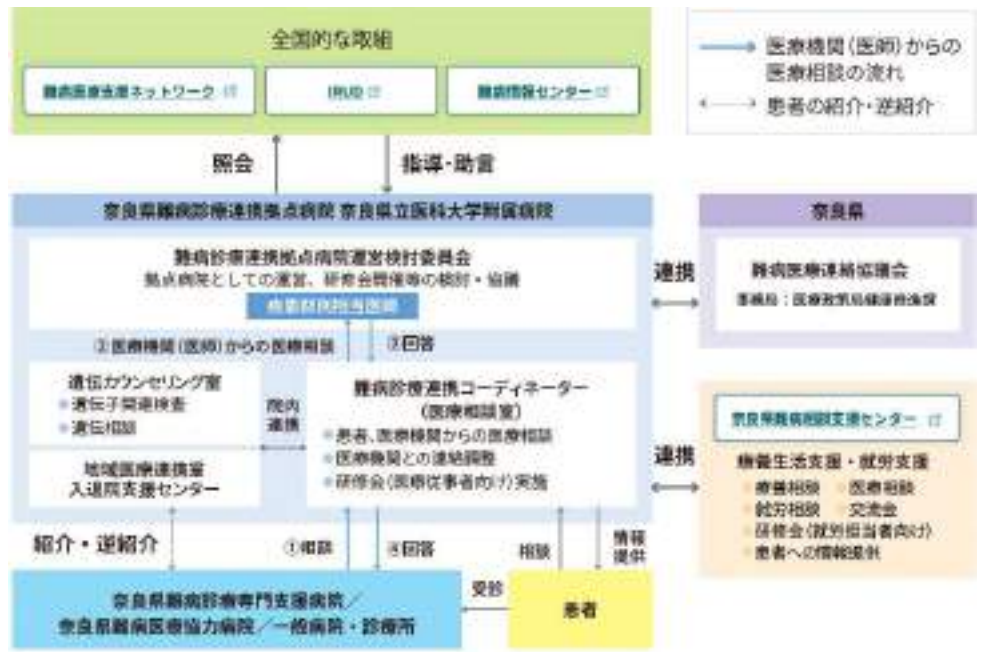 全国的な取組
難病医療支援ネットワーク
IRUD
難病情報センター
医療機関(医師)からの
医療相談の流れ
患者の紹介・逆紹介
照会
指導・助言
奈良県難病診療連携拠点病院 奈良県立医科大学附属病院
難病診療連携拠点病院運営検討委員会
拠点病院としての運営、研修会開催等の検討・協議
②医療機関(医師)からの医療相談
③回答
遺伝カウンセリング室
遺伝子関連検査
遺伝相談
院内
連携
地域医療連携室
入退院支援センター
難病診療連携コーディネーター
(医療相談室)
患者、医療機関からの医療相談
医療機関との連絡調整
研修会(医療従事者向け)実施
連携
奈良県
難病医療連絡協議会
事務局:医療政策局健康推進課
連携
奈良県難病相談支援センター
療養生活支援・就労支援
療養相談
医療相談
就労相談
交流会
研修会(就労担当者向け)
患者への情報提供
紹介・逆紹介
①相談
④回答
相談
情報
提供
奈良県難病診療専門支援病院/
奈良県難病医療協力病院/一般病院・診療所
受診
患者